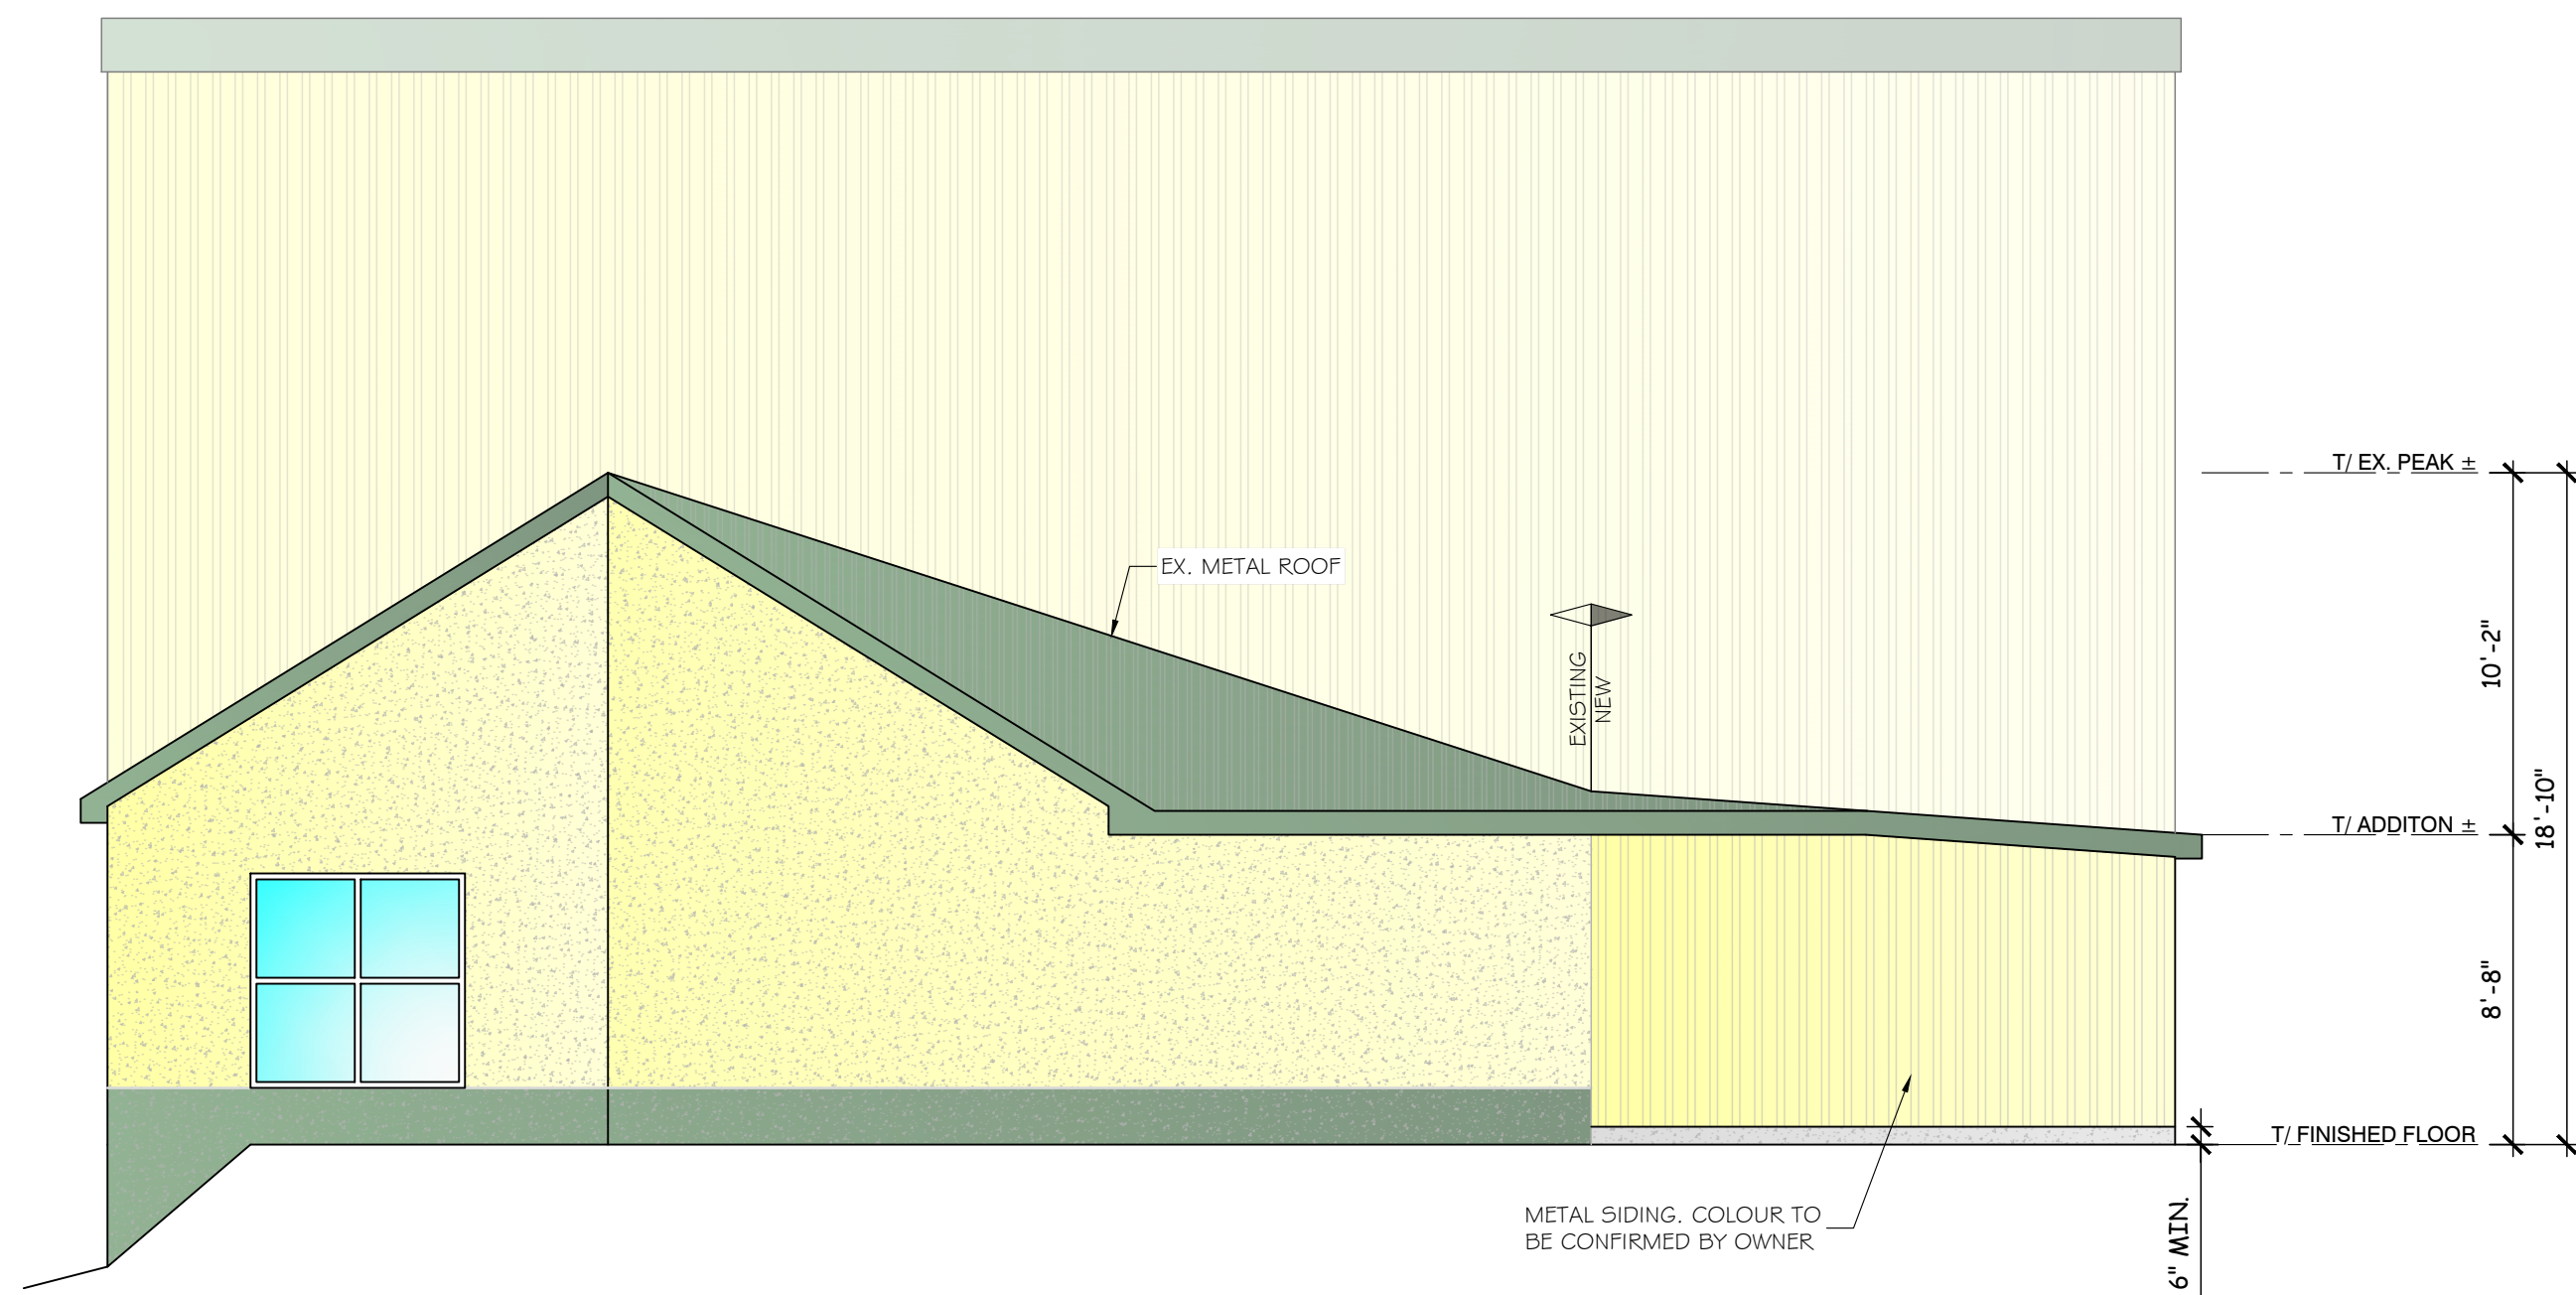 T/ EX. PEAK ±
EX. METAL ROOF
10'-2"
EXISTING
NEW
18'-10"
T/ ADDITON ±
8'-8"
T/ FINISHED FLOOR
METAL SIDING. COLOUR TO
BE CONFIRMED BY OWNER
6" MIN.